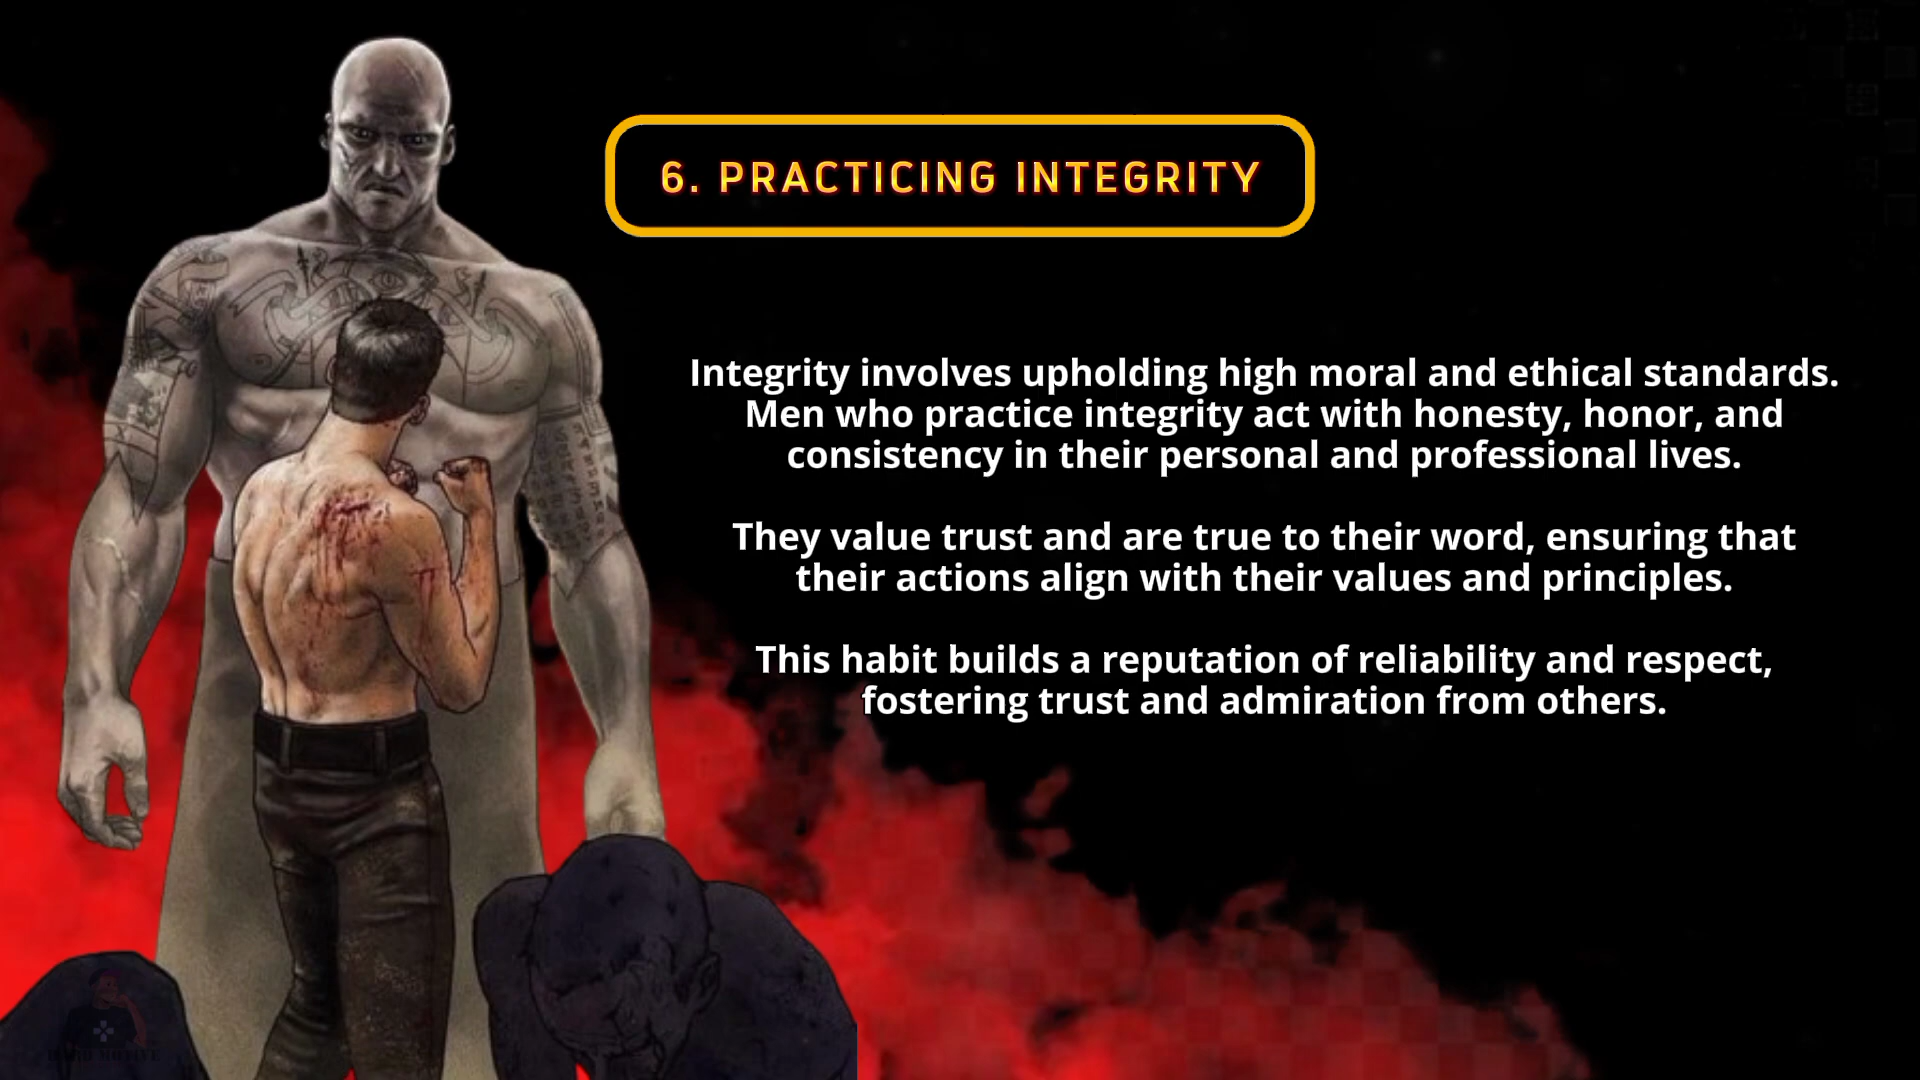 6. PRACTICING INTEGRITY
Integrity involves upholding high moral and ethical standards.
Men who practice integrity act with honesty, honor, and
consistency in their personal and professional lives.
They value trust and are true to their word, ensuring that
their actions align with their values and principles.
This habit builds a reputation of reliability and respect,
fostering trust and admiration from others.